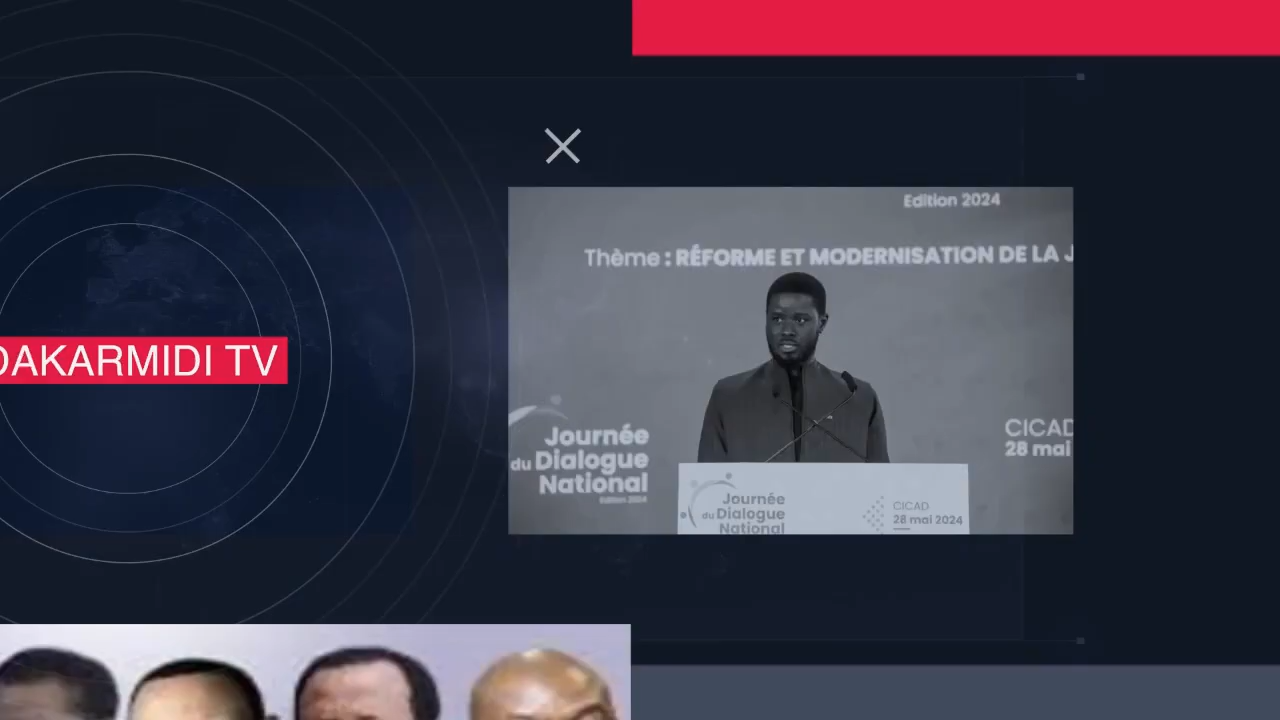 Edition 2024
Thème : RÉFORME ET MODERNISATION DE LA J
DAKARMIDI TV
Journée
du Dialogue
National
Edition 2024
CICAD
28 mai
Journée
du Dialogue
National
CICAD
28 mai 2024